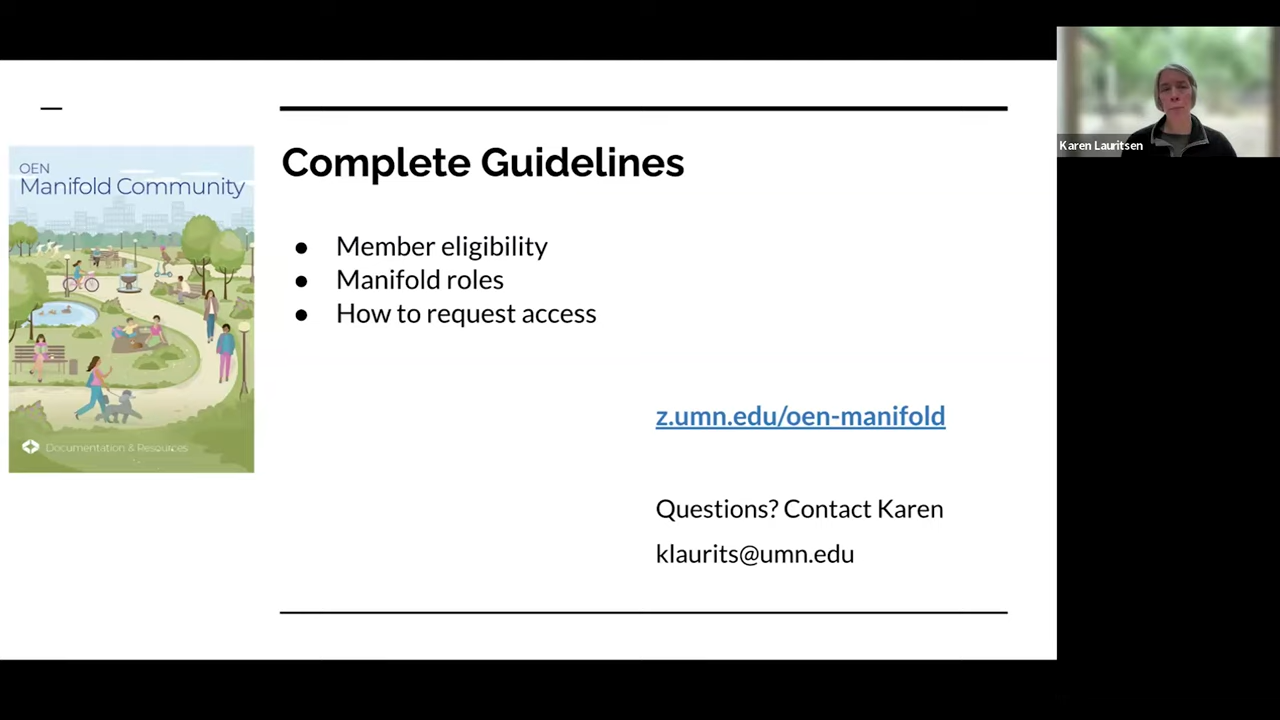 OEN
Manifold Community
Documentation & Resources
Complete Guidelines
● Member eligibility
● Manifold roles
● How to request access
z.umn.edu/oen-manifold
Questions? Contact Karen
klaurits@umn.edu
Karen Lauritsen